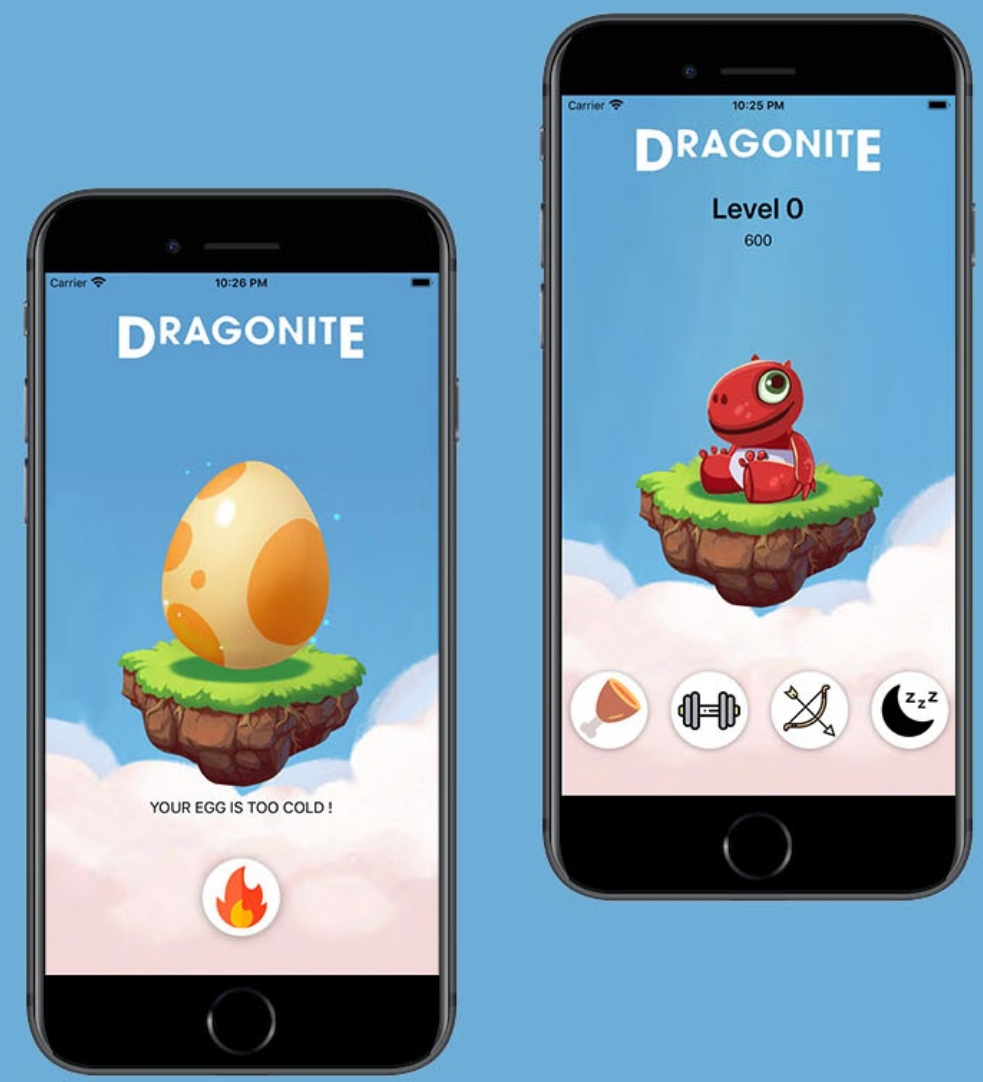 Carrier 10:26 PM
DRAGONITE
YOUR EGG IS TOO COLD !
Carrier 10:25 PM
DRAGONITE
Level 0
600
z z z